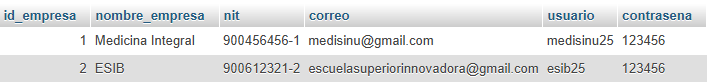 id_empresa nombre_empresa nit correo usuario contrasena
1 Medicina Integral 900456456-1 medisinu@gmail.com medisinu25 123456
2 ESIB 900612321-2 escuelasuperiorinnovadora@gmail.com esib25 123456